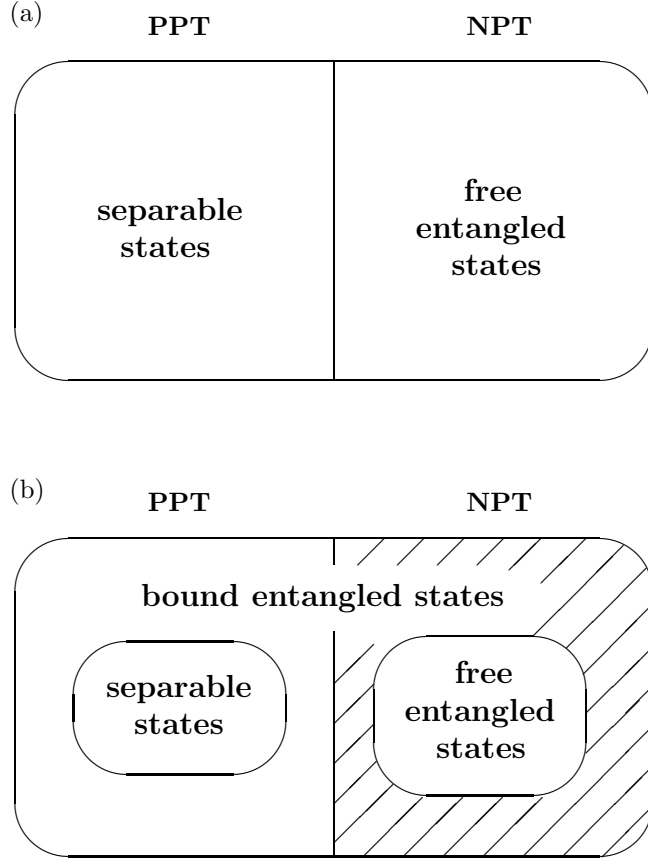 (a)
PPT NPT
separable
states
free
entangled
states
(b)
PPT NPT
bound entangled states
separable
states
free
entangled
states